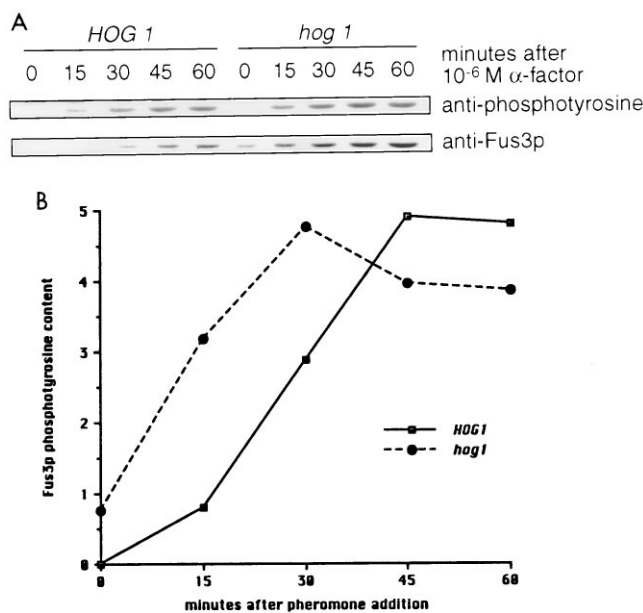 A
HOG 1 hog 1
0 15 30 45 60 0 15 30 45 60 minutes after
10⁻⁶ M α-factor
anti-phosphotyrosine
anti-Fus3p
B
5
4
3
2
1
0
Fus3p phosphotyrosine content
HOG1
hog1
0 15 30 45 60
minutes after pheromone addition